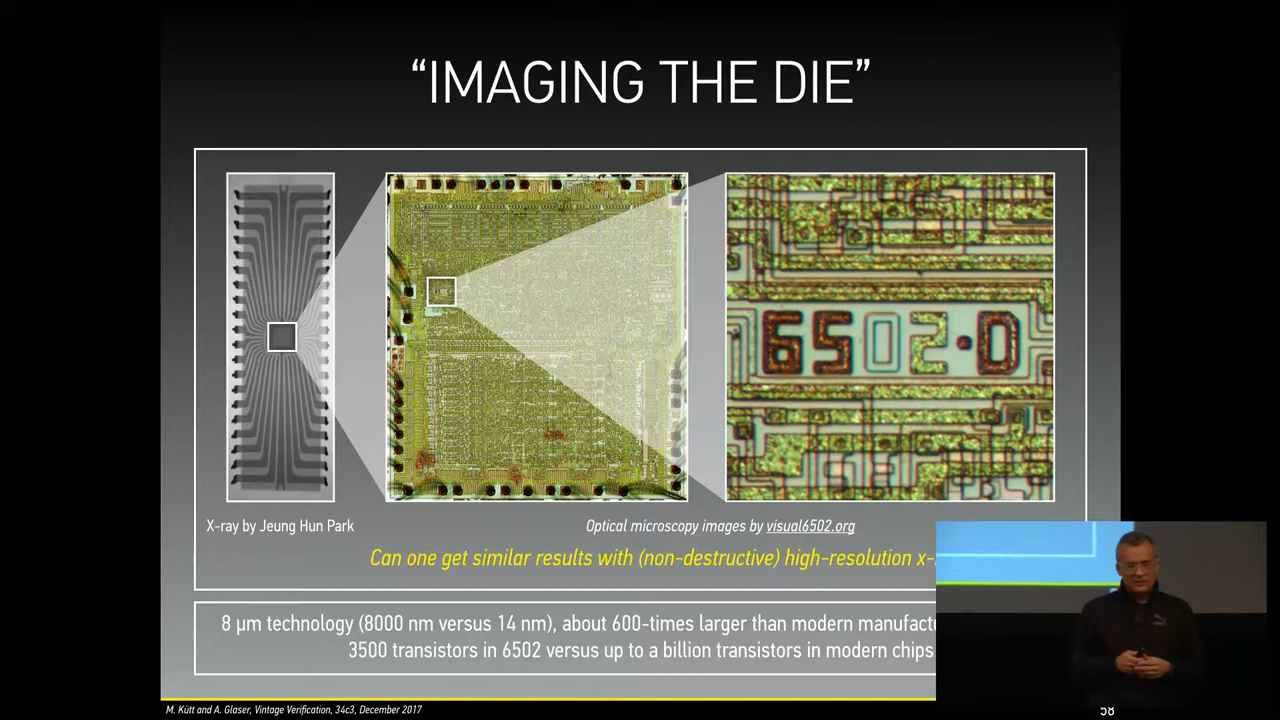 “IMAGING THE DIE”
6502·D
X-ray by Jeung Hun Park
Optical microscopy images by visual6502.org
Can one get similar results with (non-destructive) high-resolution
8 µm technology (8000 nm versus 14 nm), about 600-times larger than modern
3500 transistors in 6502 versus up to a billion transistors in modern chips
M. Kütt and A. Glaser, Vintage Verification, 34c3, December 2017
58